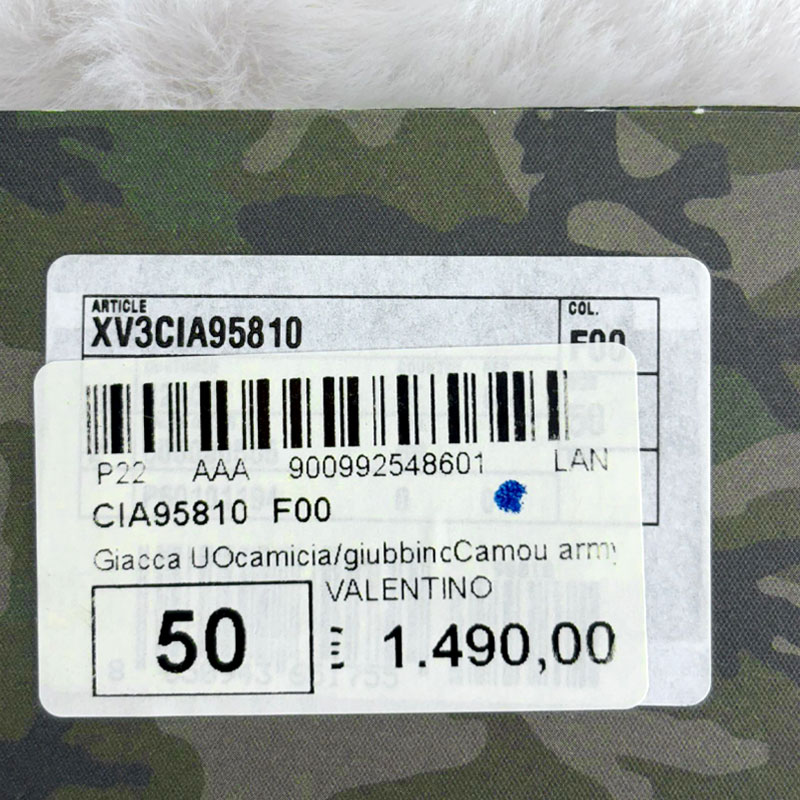 ARTICLE
XV3CIA95810
COL.
F00
P22 AAA 900992548601 LAN
CIA95810 F00
Giacca UOcamicia/giubbincCamou army
VALENTINO
50
€ 1.490,00